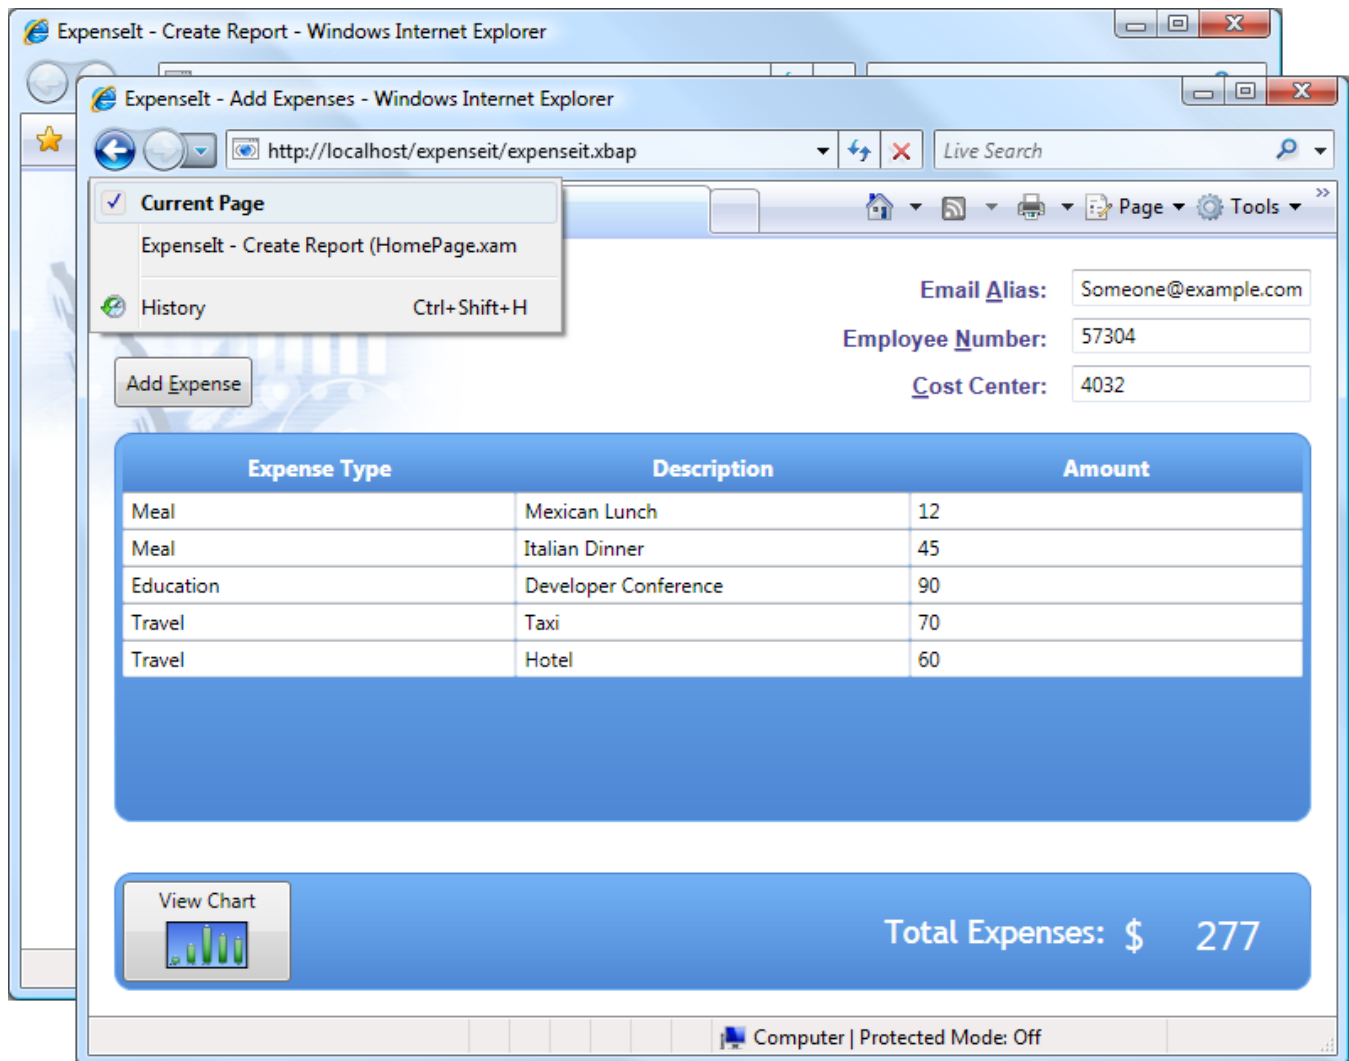 ExpenseIt - Create Report - Windows Internet Explorer
ExpenseIt - Add Expenses - Windows Internet Explorer
http://localhost/expenseit/expenseit.xbap
Live Search
Current Page
Page
Tools
»
ExpenseIt - Create Report (HomePage.xam
History Ctrl+Shift+H
Email Alias: Someone@example.com
Employee Number: 57304
Cost Center: 4032
Add Expense
Expense Type Description Amount
Meal Mexican Lunch 12
Meal Italian Dinner 45
Education Developer Conference 90
Travel Taxi 70
Travel Hotel 60
View Chart
Total Expenses: $ 277
Computer | Protected Mode: Off